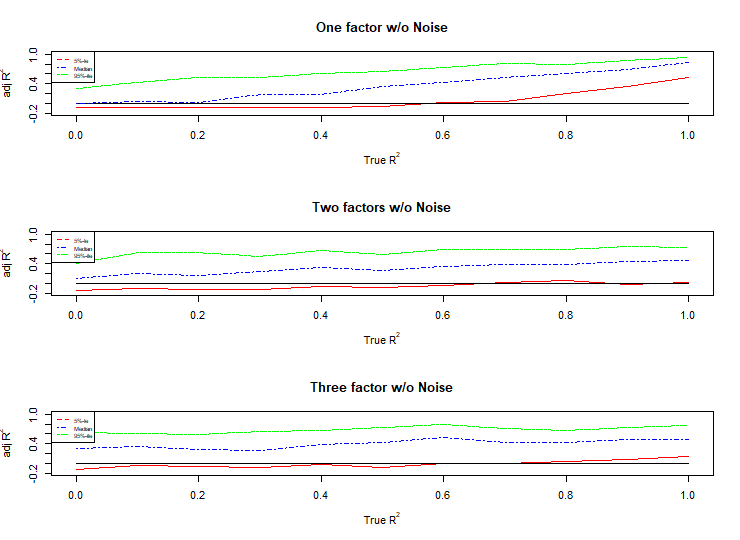 One factor w/o Noise
5%-ile
Median
95%-ile
adj R²
1.0
0.4
-0.2
0.0 0.2 0.4 0.6 0.8 1.0
True R²
Two factors w/o Noise
5%-ile
Median
95%-ile
adj R²
1.0
0.4
-0.2
0.0 0.2 0.4 0.6 0.8 1.0
True R²
Three factor w/o Noise
5%-ile
Median
95%-ile
adj R²
1.0
0.4
-0.2
0.0 0.2 0.4 0.6 0.8 1.0
True R²